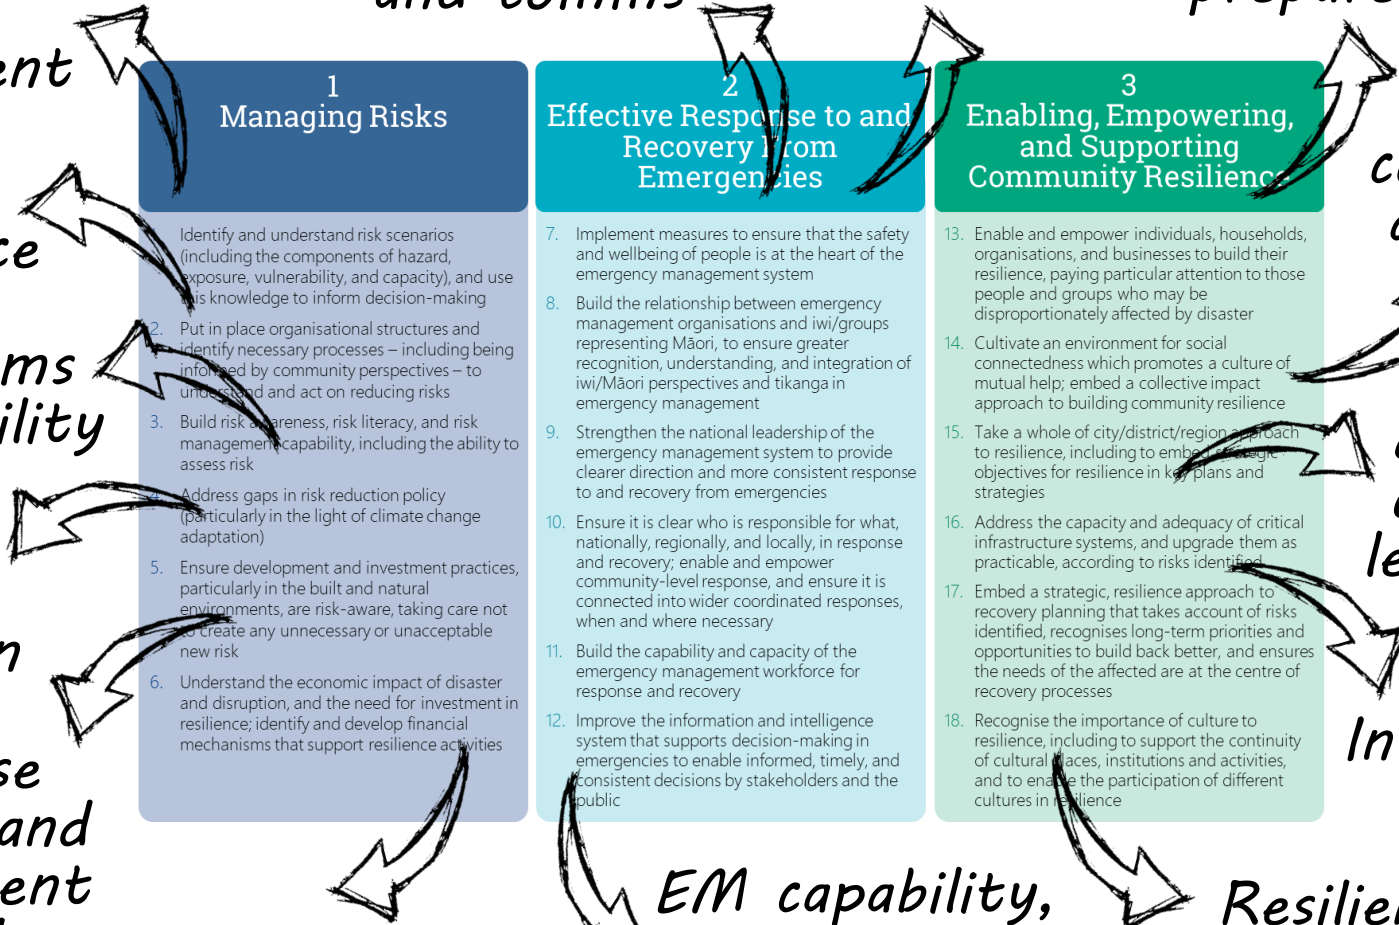 and comms
prepare
ent
ce
ms
ility
n
se
and
ent
1
Managing Risks
Identify and understand risk scenarios
(including the components of hazard,
exposure, vulnerability, and capacity), and use
this knowledge to inform decision-making
2. Put in place organisational structures and
identify necessary processes – including being
informed by community perspectives – to
understand and act on reducing risks
3. Build risk awareness, risk literacy, and risk
management capability, including the ability to
assess risk
4. Address gaps in risk reduction policy
(particularly in the light of climate change
adaptation)
5. Ensure development and investment practices,
particularly in the built and natural
environments, are risk-aware, taking care not
to create any unnecessary or unacceptable
new risk
6. Understand the economic impact of disaster
and disruption, and the need for investment in
resilience; identify and develop financial
mechanisms that support resilience activities
2
Effective Response to and
Recovery From
Emergencies
7. Implement measures to ensure that the safety
and wellbeing of people is at the heart of the
emergency management system
8. Build the relationship between emergency
management organisations and iwi/groups
representing Māori, to ensure greater
recognition, understanding, and integration of
iwi/Māori perspectives and tikanga in
emergency management
9. Strengthen the national leadership of the
emergency management system to provide
clearer direction and more consistent response
to and recovery from emergencies
10. Ensure it is clear who is responsible for what,
nationally, regionally, and locally, in response
and recovery; enable and empower
community-level response, and ensure it is
connected into wider coordinated responses,
when and where necessary
11. Build the capability and capacity of the
emergency management workforce for
response and recovery
12. Improve the information and intelligence
system that supports decision-making in
emergencies to enable informed, timely, and
consistent decisions by stakeholders and the
public
3
Enabling, Empowering,
and Supporting
Community Resilience
13. Enable and empower individuals, households,
organisations, and businesses to build their
resilience, paying particular attention to those
people and groups who may be
disproportionately affected by disaster
14. Cultivate an environment for social
connectedness which promotes a culture of
mutual help; embed a collective impact
approach to building community resilience
15. Take a whole of city/district/region approach
to resilience, including to embed strategic
objectives for resilience in key plans and
strategies
16. Address the capacity and adequacy of critical
infrastructure systems, and upgrade them as
practicable, according to risks identified
17. Embed a strategic, resilience approach to
recovery planning that takes account of risks
identified, recognises long-term priorities and
opportunities to build back better, and ensures
the needs of the affected are at the centre of
recovery processes
18. Recognise the importance of culture to
resilience, including to support the continuity
of cultural places, institutions and activities,
and to enable the participation of different
cultures in resilience
le
In
EM capability,
Resilie